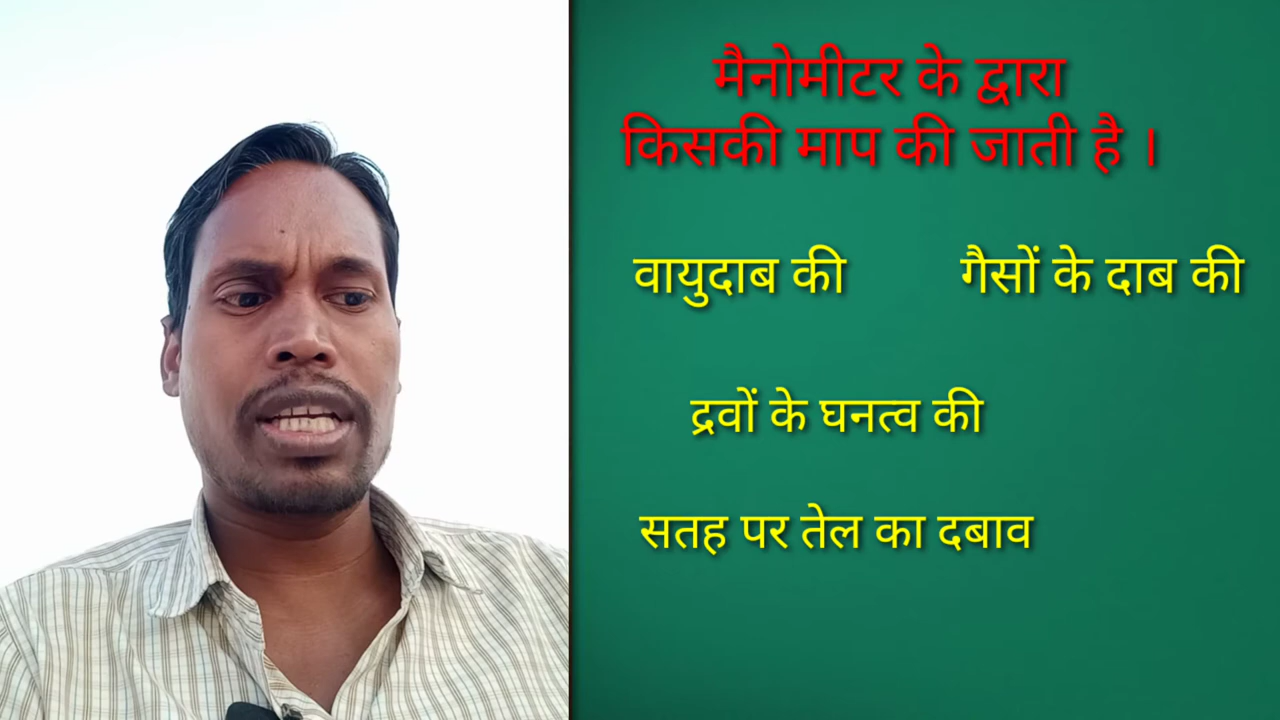 मैनोमीटर के द्वारा
किसकी माप की जाती है ।
वायुदाब की
गैसों के दाब की
द्रवों के घनत्व की
सतह पर तेल का दबाव